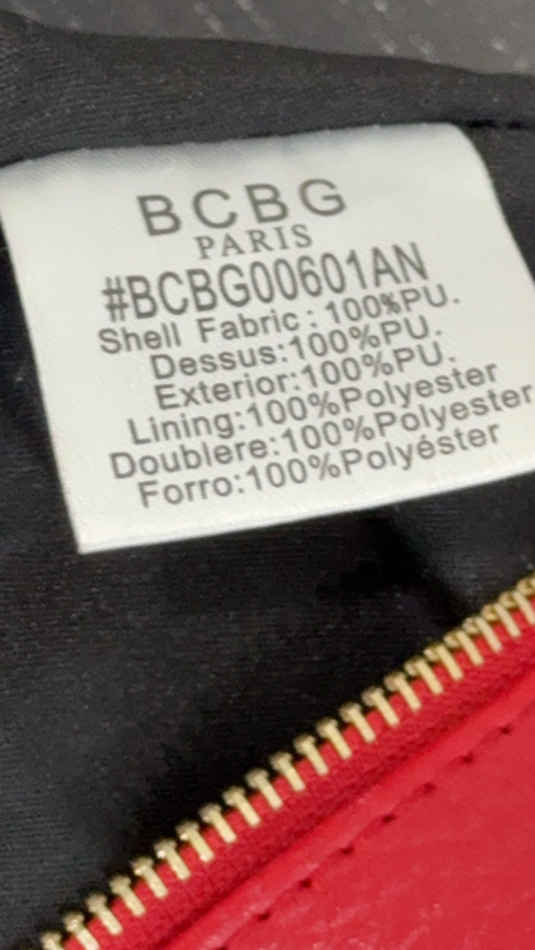 BCBG
PARIS
#BCBG00601AN
Shell Fabric: 100%PU.
Dessus:100%PU.
Exterior:100%PU.
Lining:100%Polyester
Doublere:100%Polyester
Forro:100%Polyéster